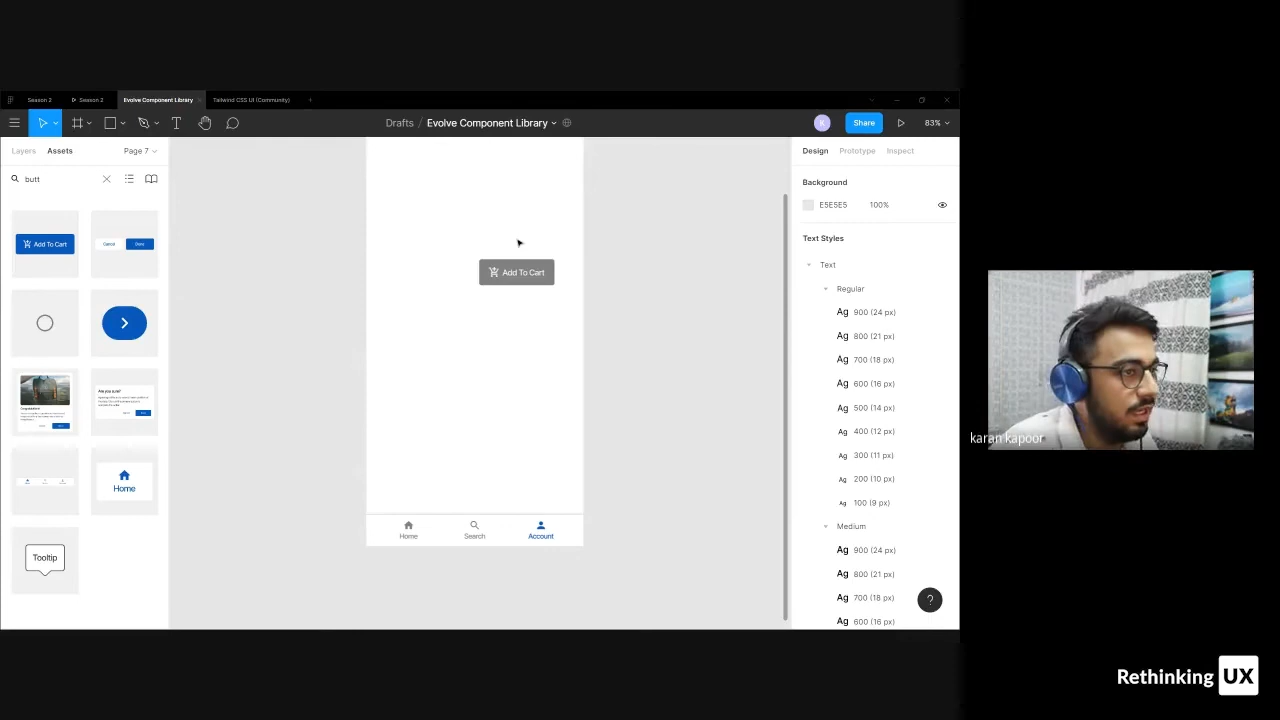 Season 2
Season 2
Evolve Component Library
Tailwind CSS UI (Community)
Drafts / Evolve Component Library
K
Share
83%
Layers
Assets
Page 7
Design
Prototype
Inspect
butt
Background
E5E5E5
100%
Text Styles
Text
Regular
Ag 900 (24 px)
Ag 800 (21 px)
Ag 700 (18 px)
Ag 600 (16 px)
Ag 500 (14 px)
Ag 400 (12 px)
Ag 300 (11 px)
Ag 200 (10 px)
Ag 100 (9 px)
Medium
Ag 900 (24 px)
Ag 800 (21 px)
Ag 700 (18 px)
Ag 600 (16 px)
?
Add To Cart
Cancel
Done
Are you sure?
Home
Tooltip
Add To Cart
Home
Search
Account
karan kapoor
Rethinking UX